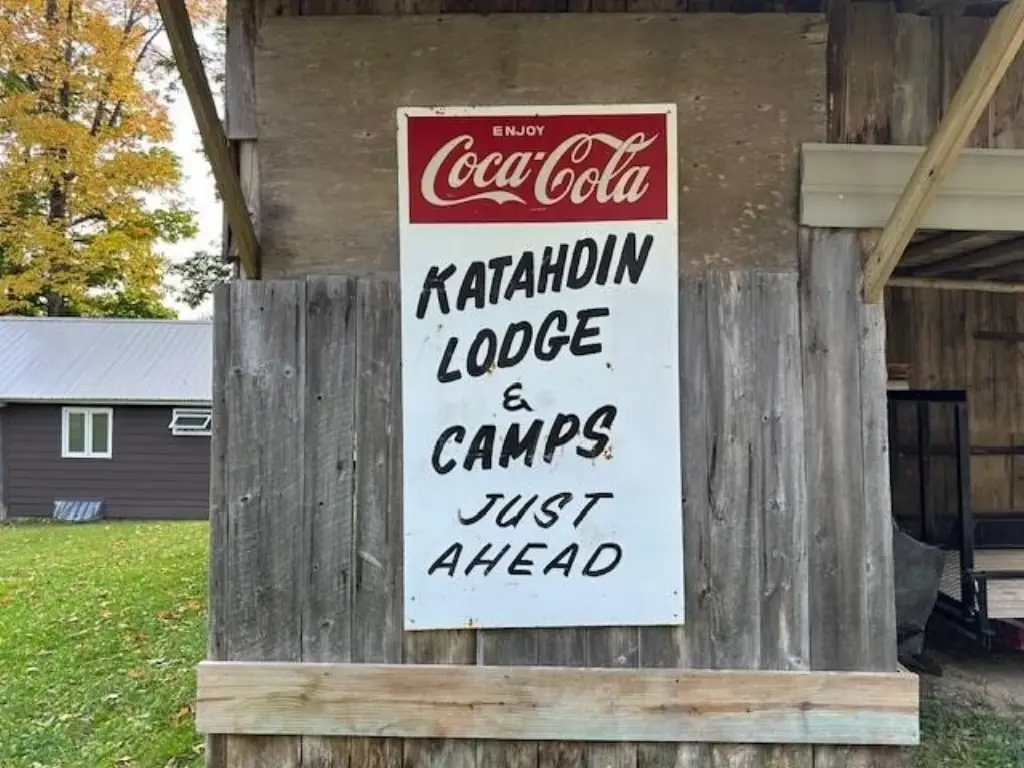 ENJOY
Coca-Cola
KATAHDIN
LODGE
&
CAMPS
JUST
AHEAD